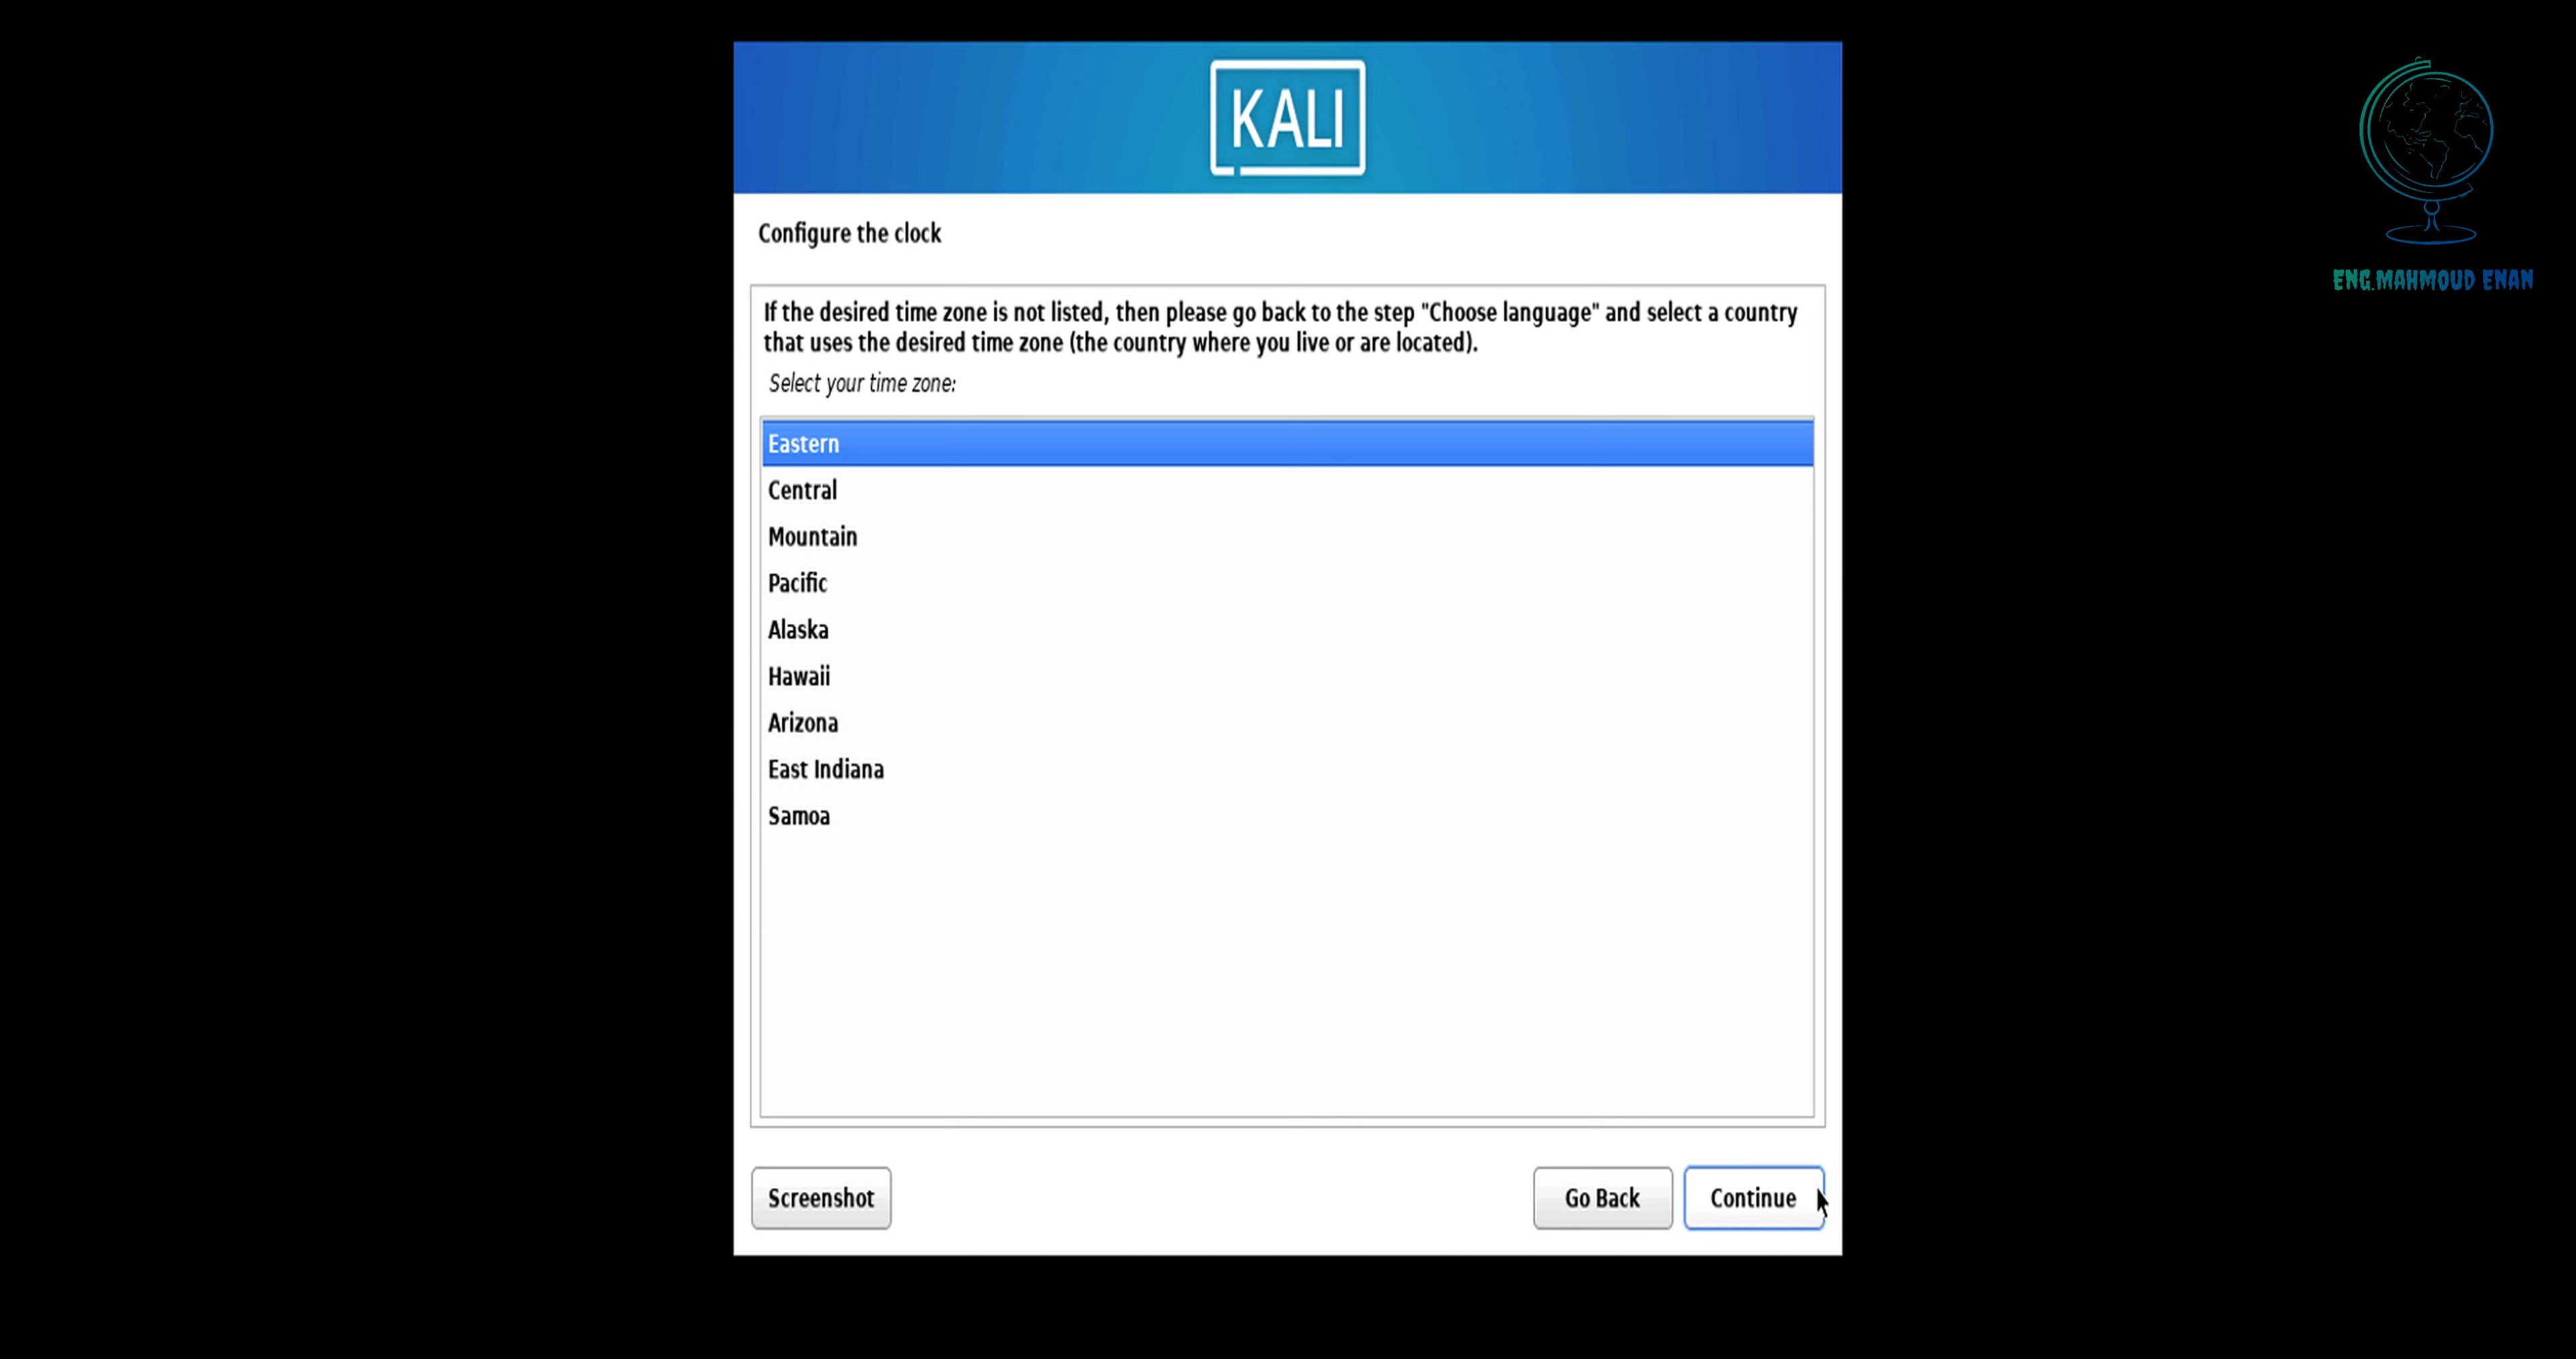 KALI
ENG.MAHMOUD ENAN
Configure the clock
If the desired time zone is not listed, then please go back to the step "Choose language" and select a country
that uses the desired time zone (the country where you live or are located).
Select your time zone:
Eastern
Central
Mountain
Pacific
Alaska
Hawaii
Arizona
East Indiana
Samoa
Screenshot
Go Back
Continue